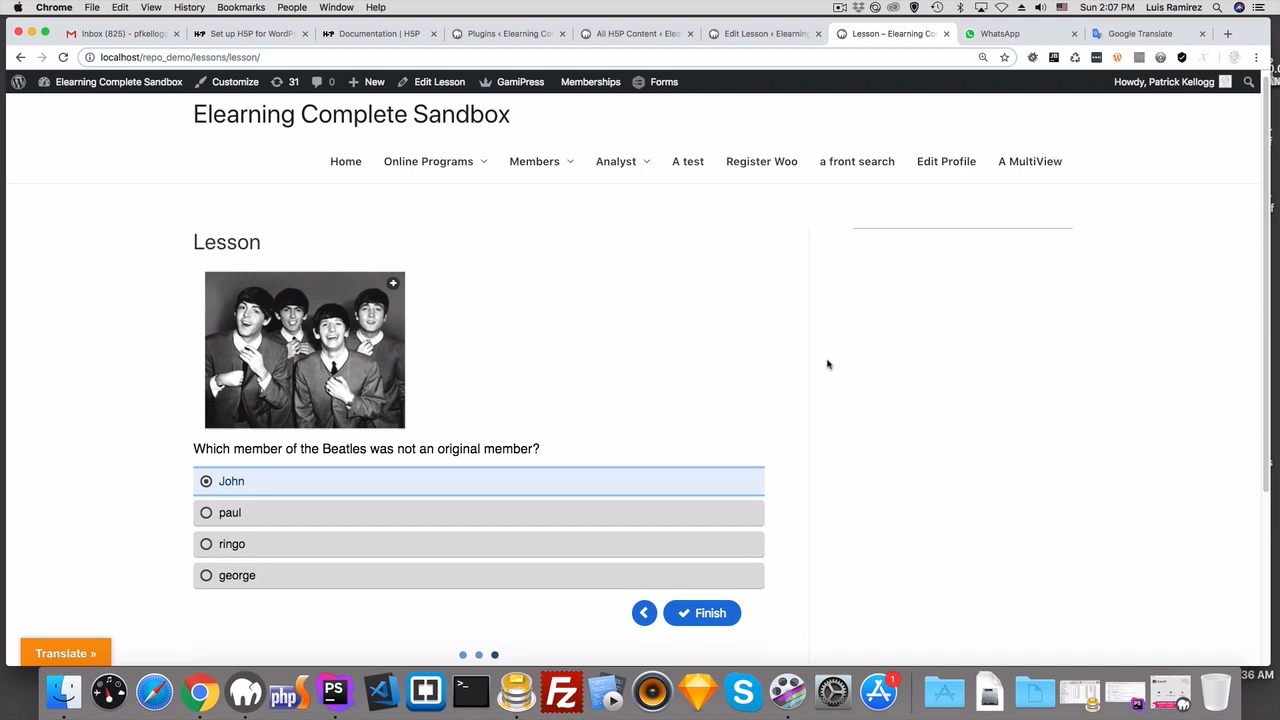 Chrome File Edit View History Bookmarks People Window Help Sun 2:07 PM Luis Ramirez
Inbox (825) - pfkellogg Set up H5P for WordPr Documentation | H5P Plugins ‹ Elearning Co All H5P Content ‹ Ele Edit Lesson ‹ Elearning Lesson – Elearning Co WhatsApp Google Translate
localhost/repo_demo/lessons/lesson/
Elearning Complete Sandbox Customize 31 0 New Edit Lesson GamiPress Memberships Forms Howdy, Patrick Kellogg
Elearning Complete Sandbox
Home Online Programs Members Analyst A test Register Woo a front search Edit Profile A MultiView
Lesson
Which member of the Beatles was not an original member?
John
paul
ringo
george
Finish
Translate »
36 AM
php PS Fz 1